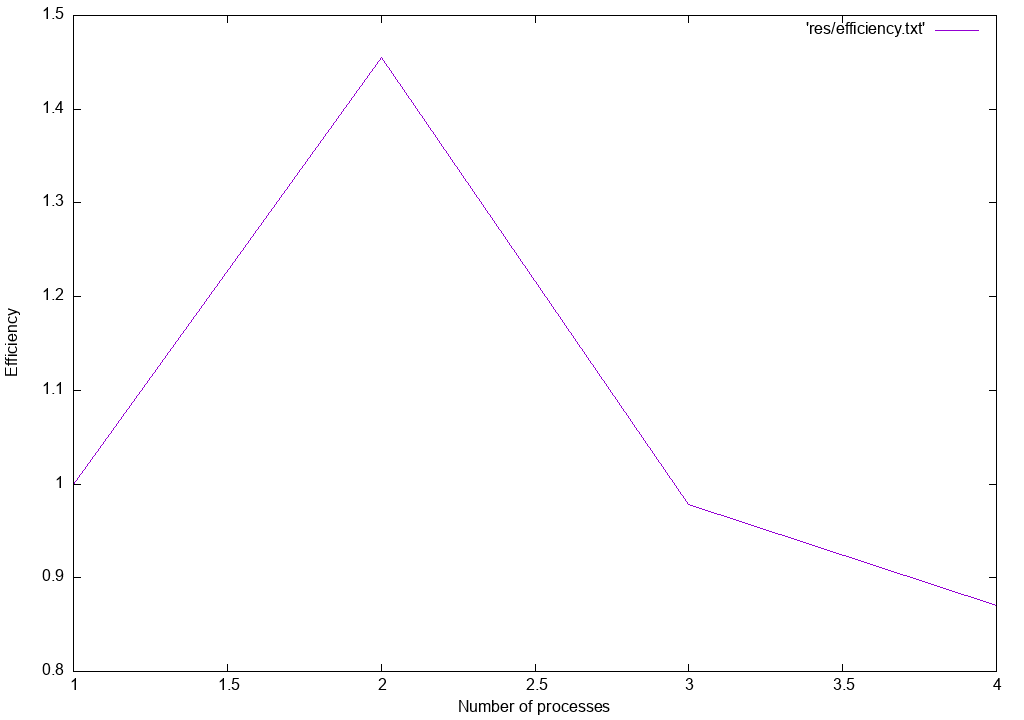 1.5
'res/efficiency.txt'
1.4
1.3
1.2
Efficiency
1.1
1
0.9
0.8
1 1.5 2 2.5 3 3.5 4
Number of processes